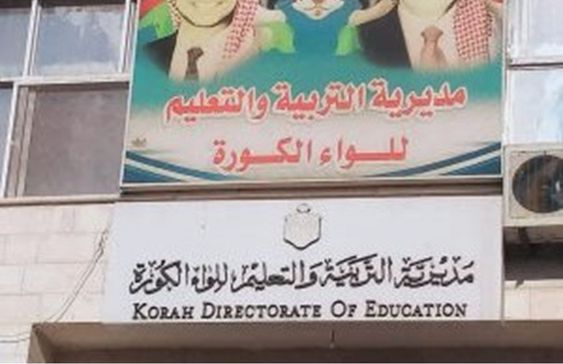 مديرية التربية والتعليم
للواء الكورة
مديرية التربية والتعليم للواء الكورة
KORAH DIRECTORATE OF EDUCATION